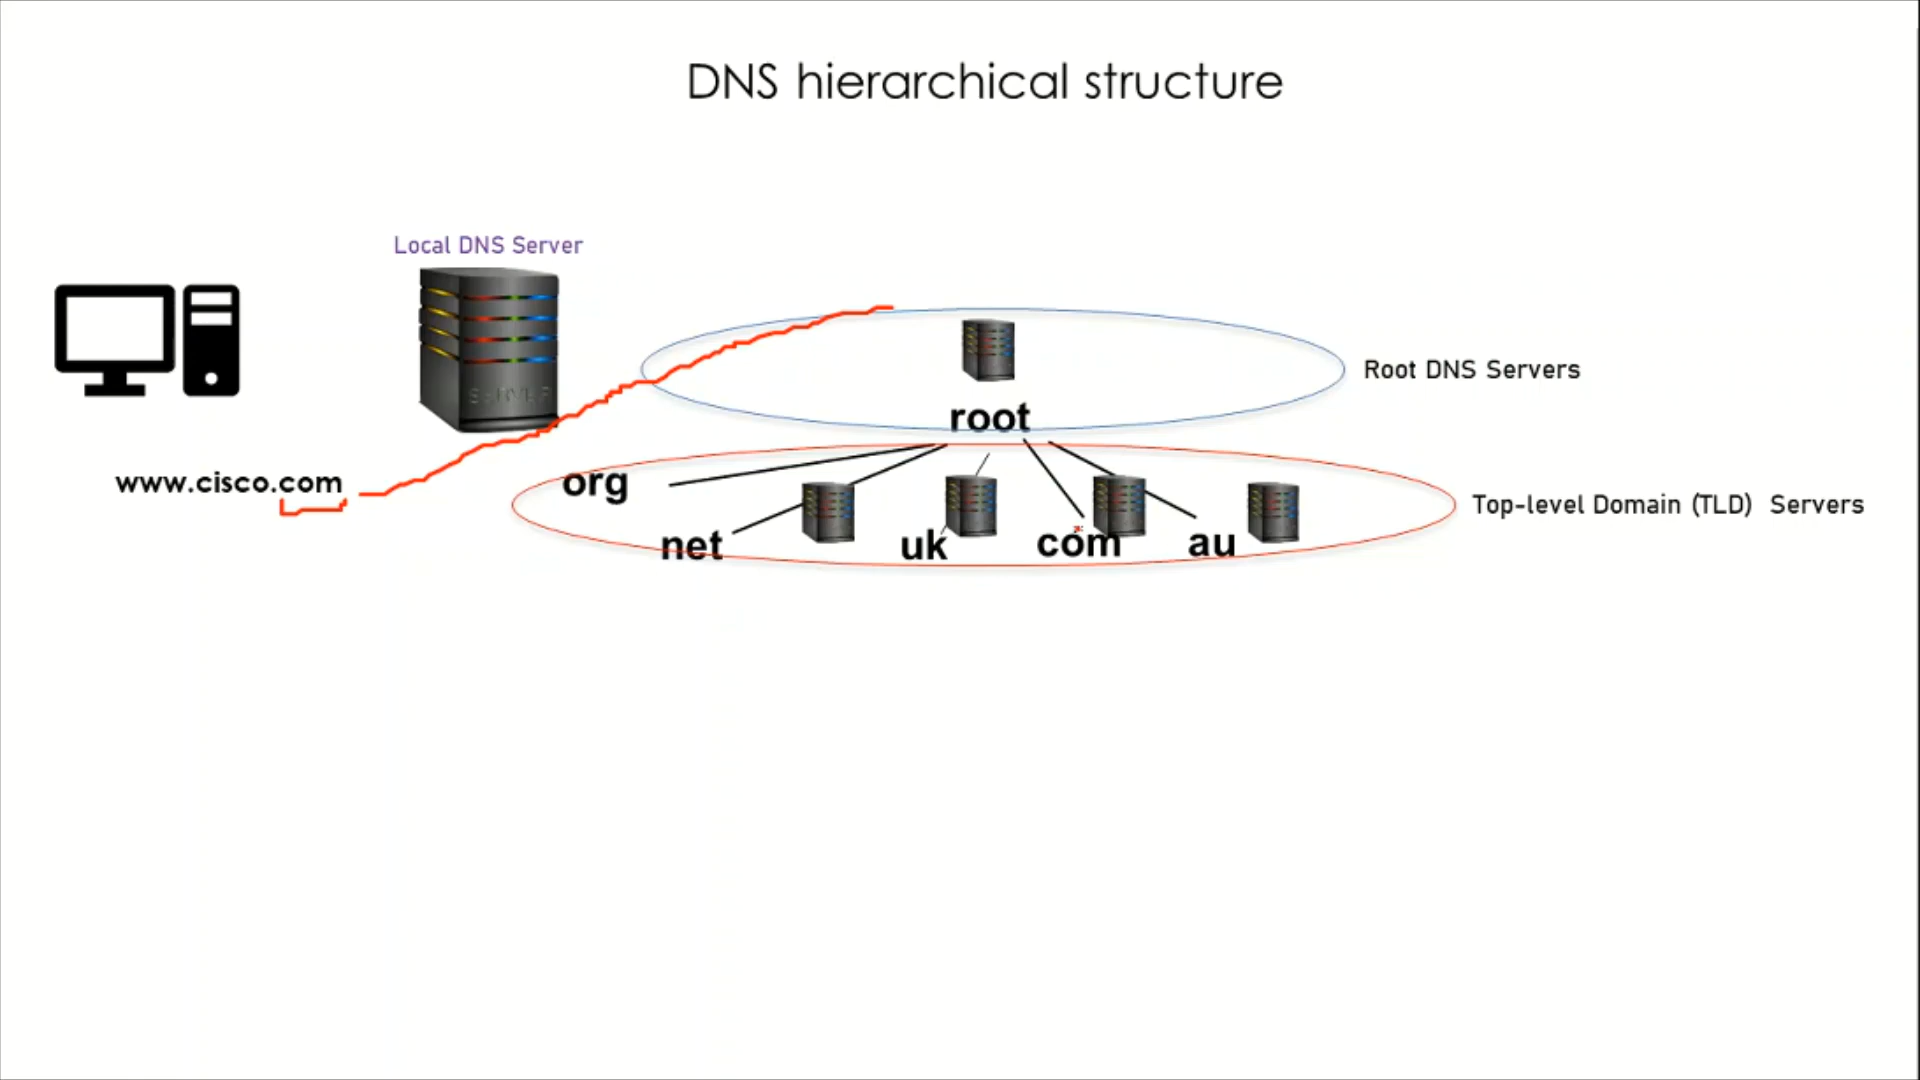 DNS hierarchical structure
Local DNS Server
SERVER
Root DNS Servers
root
www.cisco.com
org
net
uk
com
au
Top-level Domain (TLD) Servers